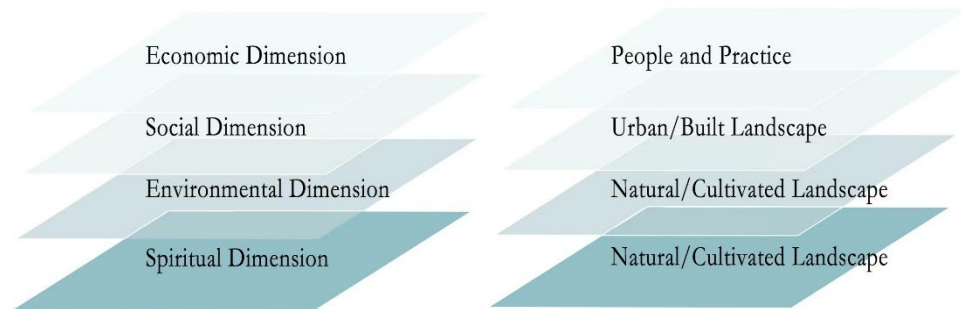 Economic Dimension
Social Dimension
Environmental Dimension
Spiritual Dimension
People and Practice
Urban/Built Landscape
Natural/Cultivated Landscape
Natural/Cultivated Landscape